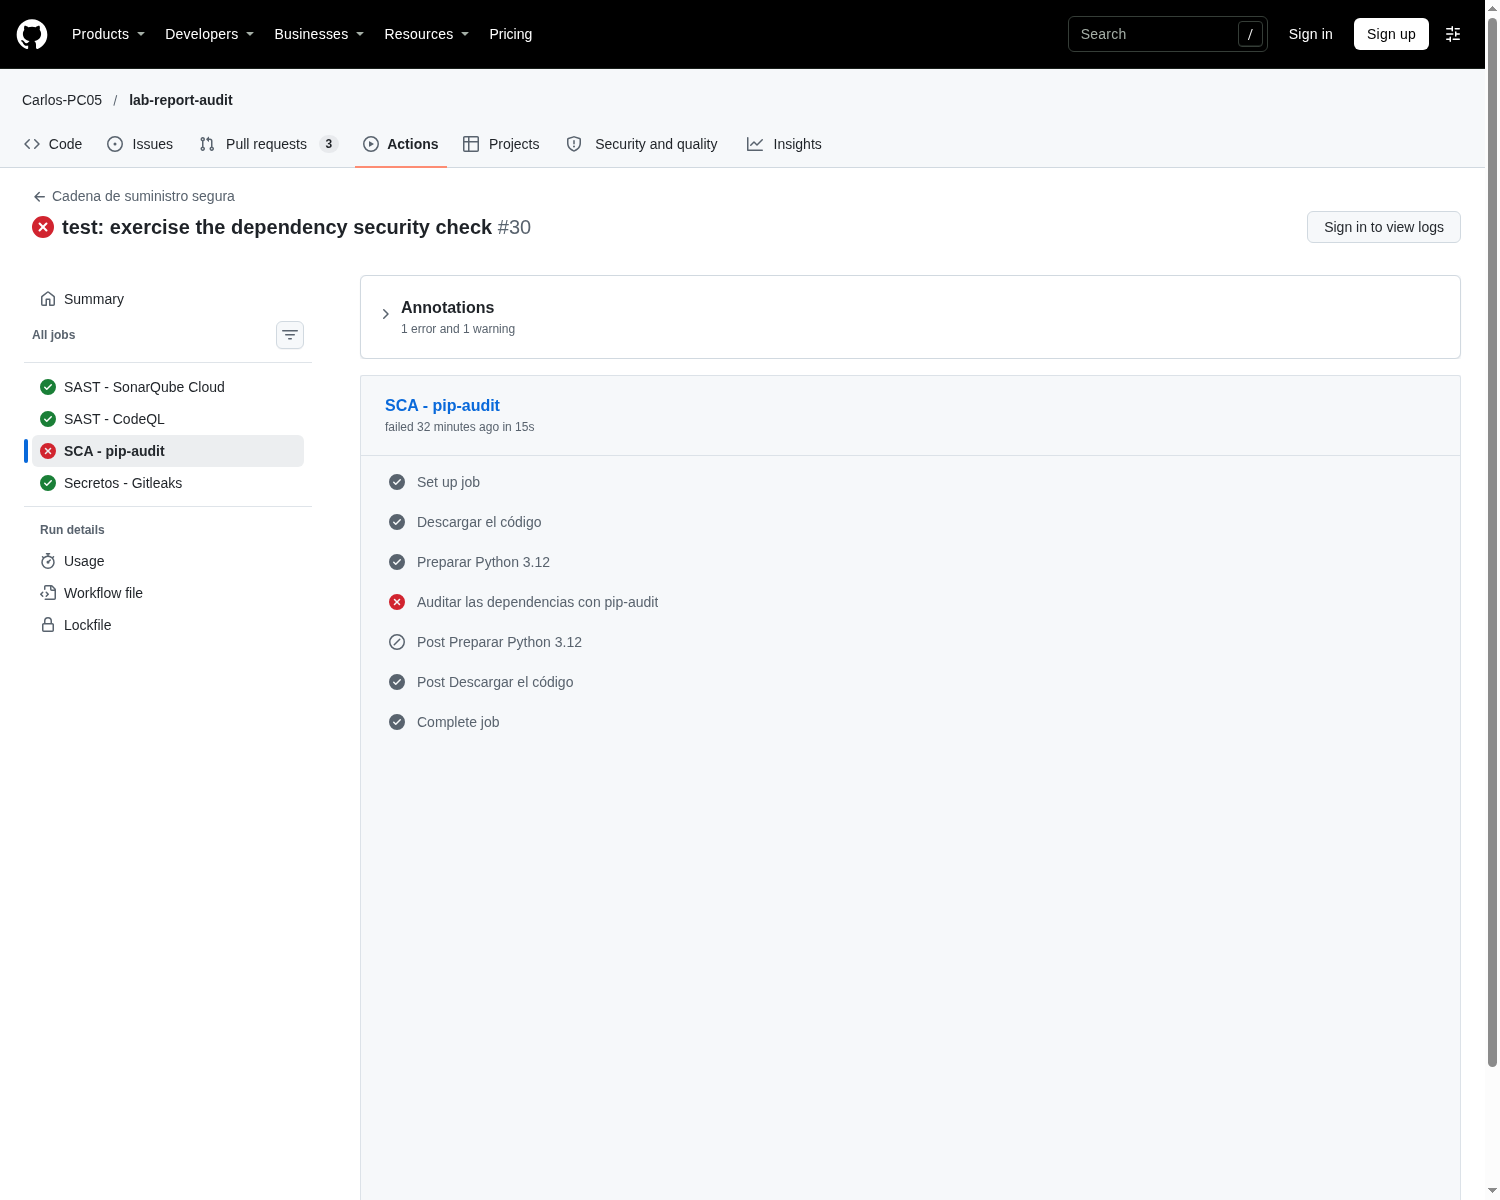 Products Developers Businesses Resources Pricing Search / Sign in Sign up
Carlos-PC05 / lab-report-audit
Code Issues Pull requests 3 Actions Projects Security and quality Insights
Cadena de suministro segura
test: exercise the dependency security check #30
Sign in to view logs
Summary
All jobs
SAST - SonarQube Cloud
SAST - CodeQL
SCA - pip-audit
Secretos - Gitleaks
Run details
Usage
Workflow file
Lockfile
Annotations
1 error and 1 warning
SCA - pip-audit
failed 32 minutes ago in 15s
Set up job
Descargar el código
Preparar Python 3.12
Auditar las dependencias con pip-audit
Post Preparar Python 3.12
Post Descargar el código
Complete job